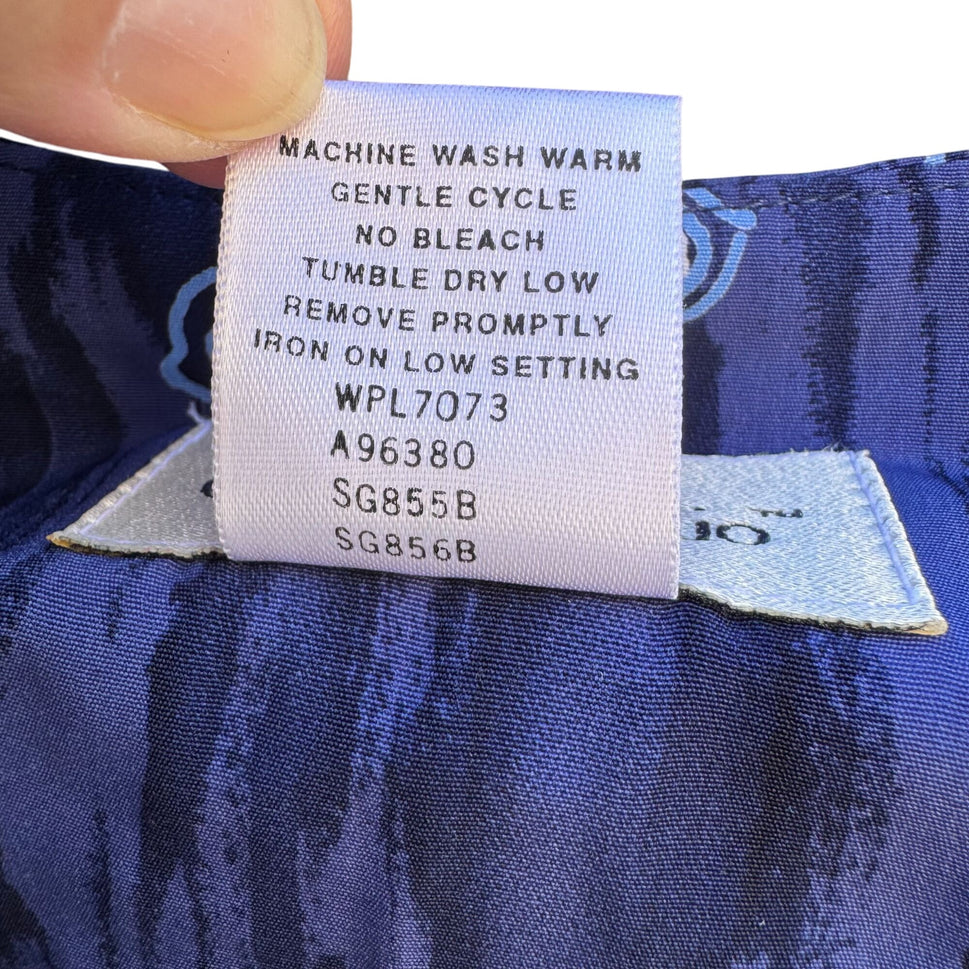 MACHINE WASH WARM
GENTLE CYCLE
NO BLEACH
TUMBLE DRY LOW
REMOVE PROMPTLY
IRON ON LOW SETTING
WPL7073
A96380
SG855B
SG856B